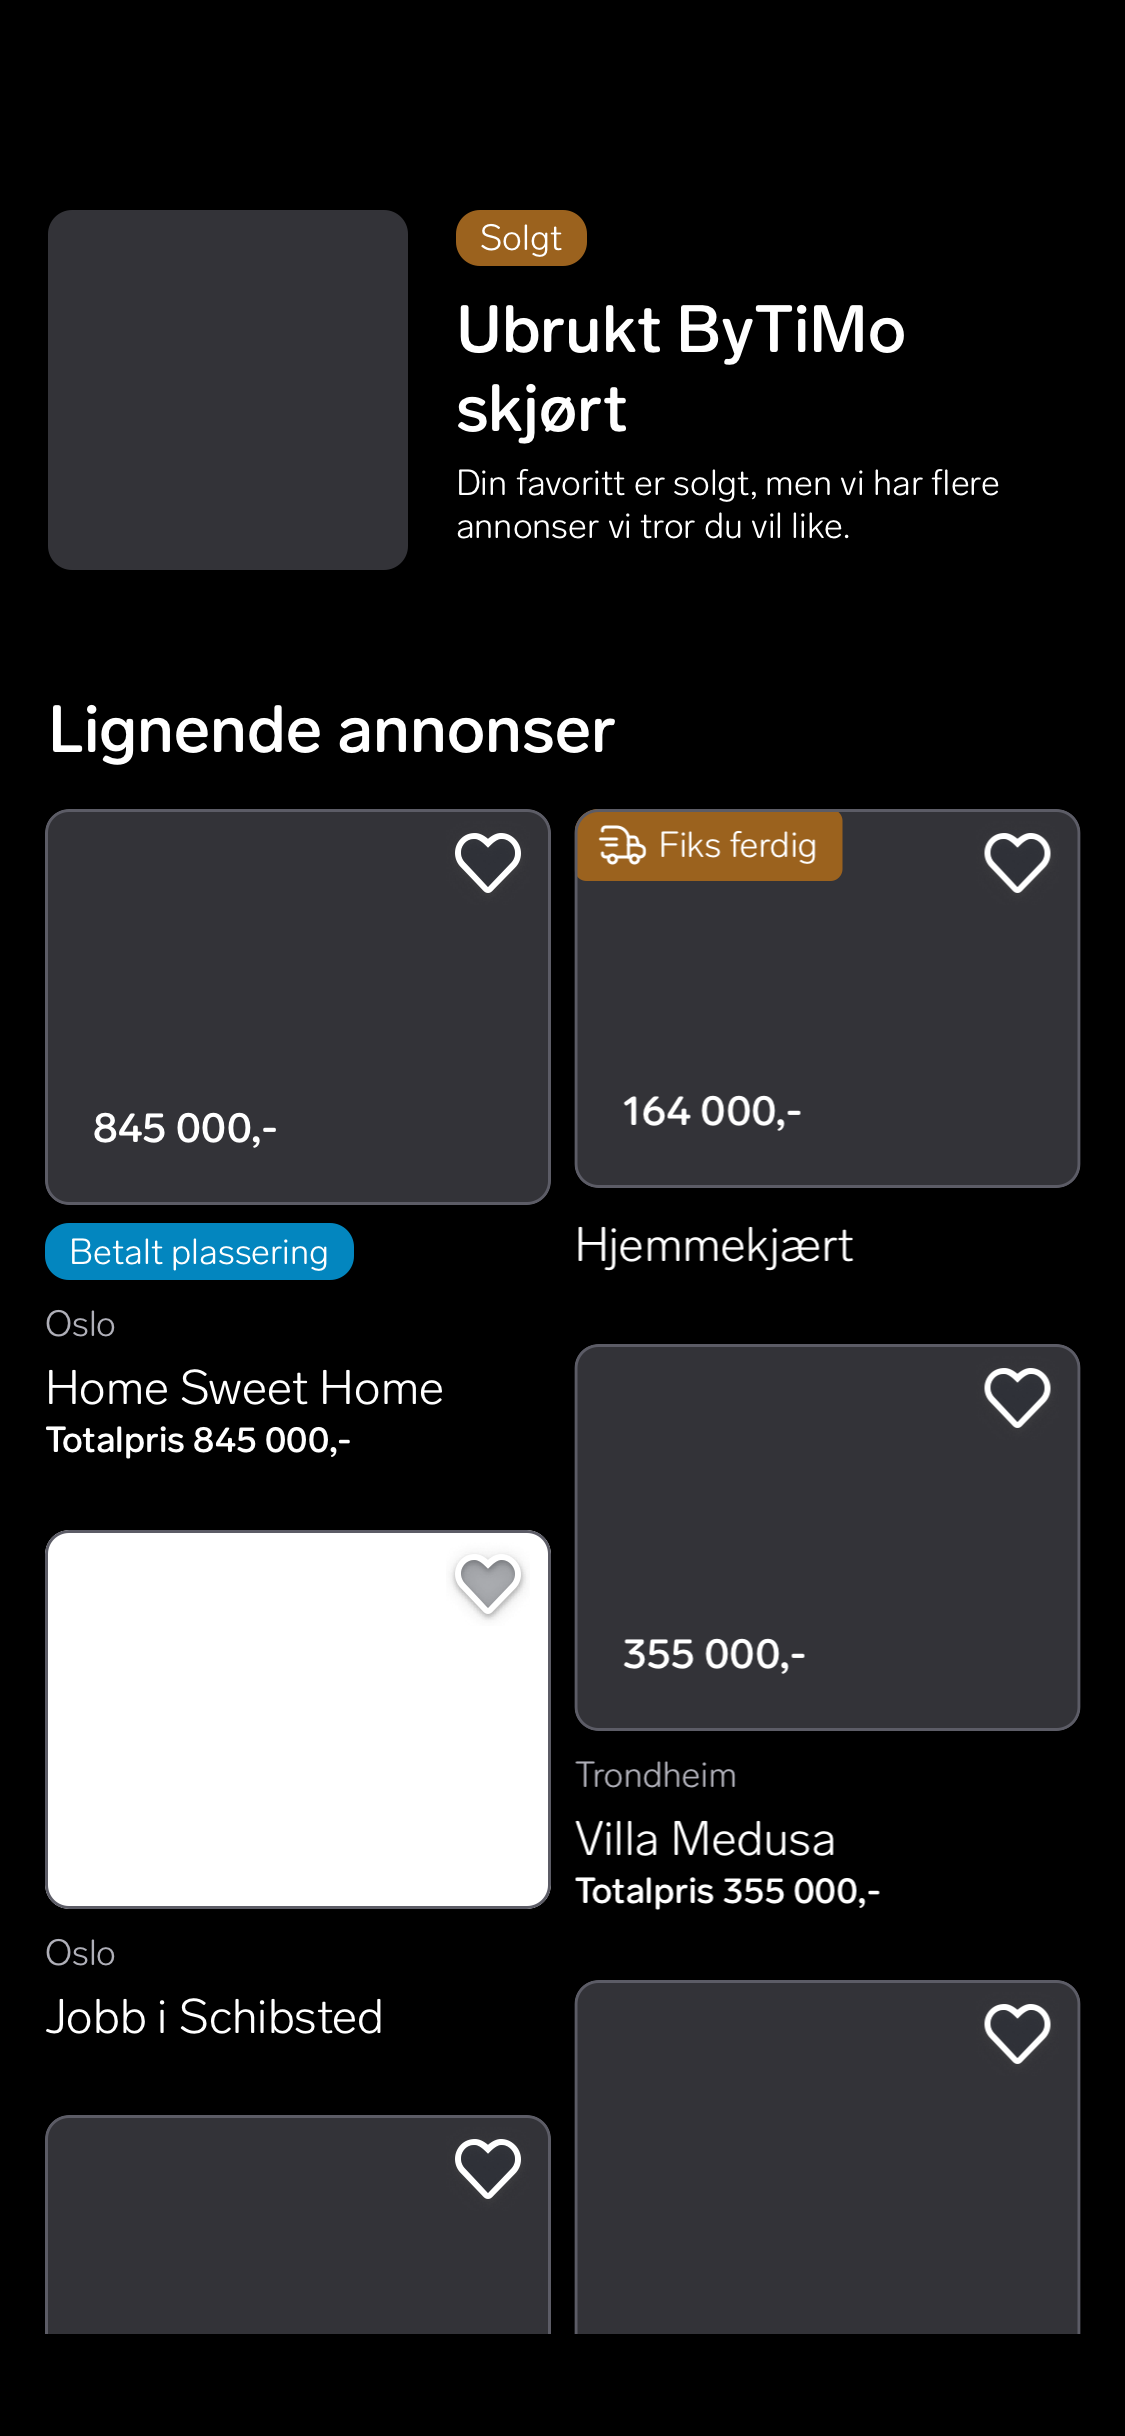 Solgt
Ubrukt ByTiMo
skjørt
Din favoritt er solgt, men vi har flere
annonser vi tror du vil like.
Lignende annonser
845 000,-
Betalt plassering
Oslo
Home Sweet Home
Totalpris 845 000,-
Fiks ferdig
164 000,-
Hjemmekjært
355 000,-
Trondheim
Villa Medusa
Totalpris 355 000,-
Oslo
Jobb i Schibsted